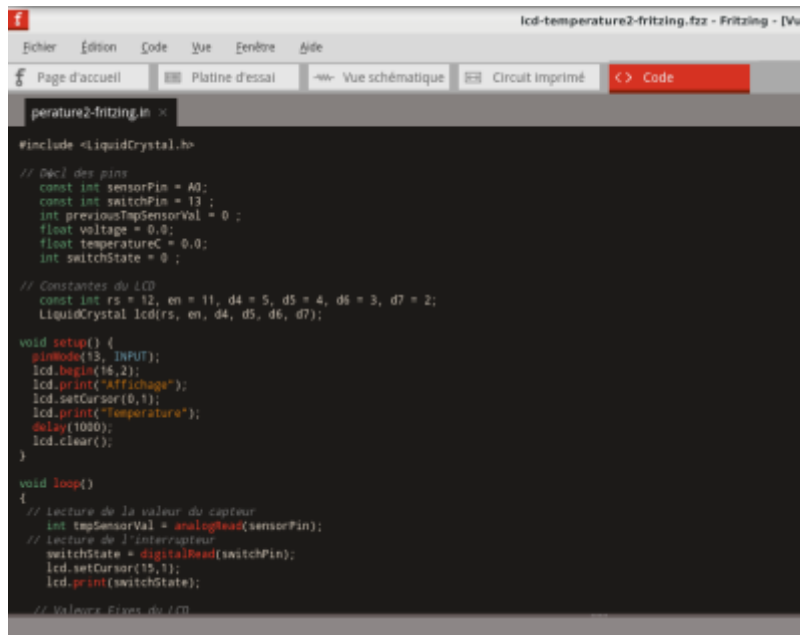 f
lcd-temperature2-fritzing.fzz - Fritzing - [Vu
Fichier Édition Code Vue Fenêtre Aide
f Page d'accueil Platine d'essai Vue schématique Circuit imprimé <> Code
perature2-fritzing.in ×
#include <LiquidCrystal.h>
// Décl des pins
const int sensorPin = A0;
const int switchPin = 13 ;
int previousTmpSensorVal = 0 ;
float voltage = 0.0;
float temperatureC = 0.0;
int switchState = 0 ;
// Constantes du LCD
const int rs = 12, en = 11, d4 = 5, d5 = 4, d6 = 3, d7 = 2;
LiquidCrystal lcd(rs, en, d4, d5, d6, d7);
void setup() {
pinMode(13, INPUT);
lcd.begin(16,2);
lcd.print("Affichage");
lcd.setCursor(0,1);
lcd.print("Temperature");
delay(1000);
lcd.clear();
}
void loop()
{
// Lecture de la valeur du capteur
int tmpSensorVal = analogRead(sensorPin);
// Lecture de l'interrupteur
switchState = digitalRead(switchPin);
lcd.setCursor(15,1);
lcd.print(switchState);
// Valeurs Fixes du LCD